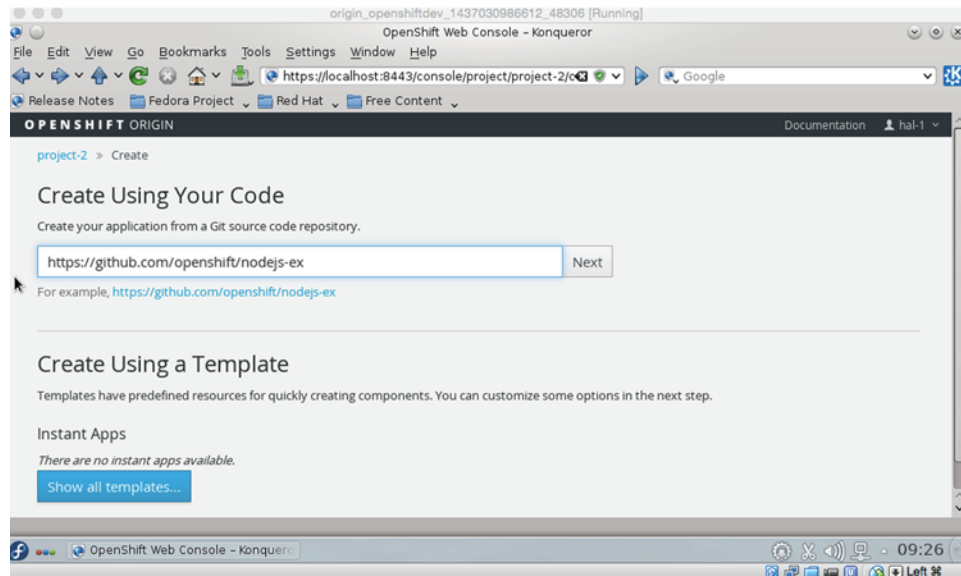 origin_openshiftdev_1437030986612_48306 [Running]
OpenShift Web Console – Konqueror
File Edit View Go Bookmarks Tools Settings Window Help
https://localhost:8443/console/project/project-2/c
Google
Release Notes Fedora Project Red Hat Free Content
OPENSHIFT ORIGIN Documentation hal-1
project-2 » Create
Create Using Your Code
Create your application from a Git source code repository.
https://github.com/openshift/nodejs-ex Next
For example, https://github.com/openshift/nodejs-ex
Create Using a Template
Templates have predefined resources for quickly creating components. You can customize some options in the next step.
Instant Apps
There are no instant apps available.
Show all templates...
OpenShift Web Console – Konquero 09:26
Left ⌘